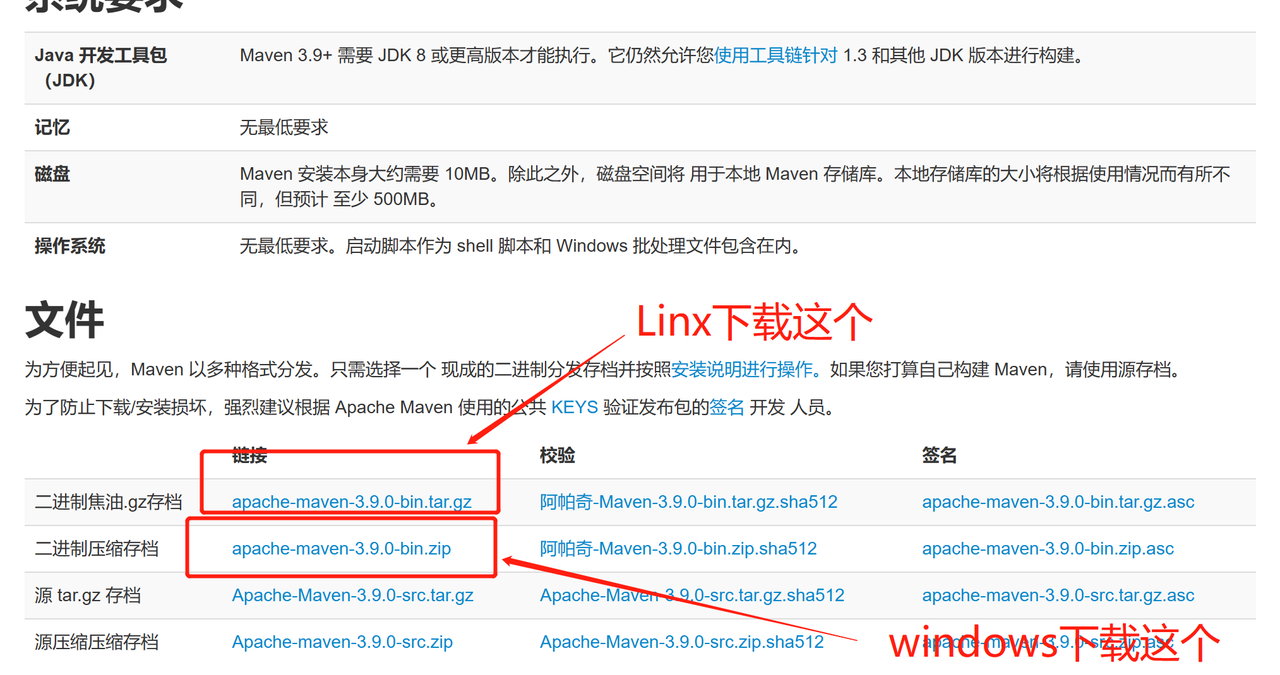 系统要求
Java 开发工具包 Maven 3.9+ 需要 JDK 8 或更高版本才能执行。它仍然允许您使用工具链针对 1.3 和其他 JDK 版本进行构建。
（JDK）
记忆 无最低要求
磁盘 Maven 安装本身大约需要 10MB。除此之外，磁盘空间将 用于本地 Maven 存储库。本地存储库的大小将根据使用情况而有所不
同，但预计 至少 500MB。
操作系统 无最低要求。启动脚本作为 shell 脚本和 Windows 批处理文件包含在内。
文件
Linx下载这个
为方便起见，Maven 以多种格式分发。只需选择一个 现成的二进制分发存档并按照安装说明进行操作。如果您打算自己构建 Maven，请使用源存档。
为了防止下载/安装损坏，强烈建议根据 Apache Maven 使用的公共 KEYS 验证发布包的签名 开发 人员。
链接 校验 签名
二进制焦油.gz存档 apache-maven-3.9.0-bin.tar.gz 阿帕奇-Maven-3.9.0-bin.tar.gz.sha512 apache-maven-3.9.0-bin.tar.gz.asc
二进制压缩存档 apache-maven-3.9.0-bin.zip 阿帕奇-Maven-3.9.0-bin.zip.sha512 apache-maven-3.9.0-bin.zip.asc
源 tar.gz 存档 Apache-Maven-3.9.0-src.tar.gz Apache-Maven-3.9.0-src.tar.gz.sha512 apache-maven-3.9.0-src.tar.gz.asc
源压缩压缩存档 Apache-maven-3.9.0-src.zip Apache-Maven-3.9.0-src.zip.sha512 apache-maven-3.9.0-src.zip.asc
windows下载这个